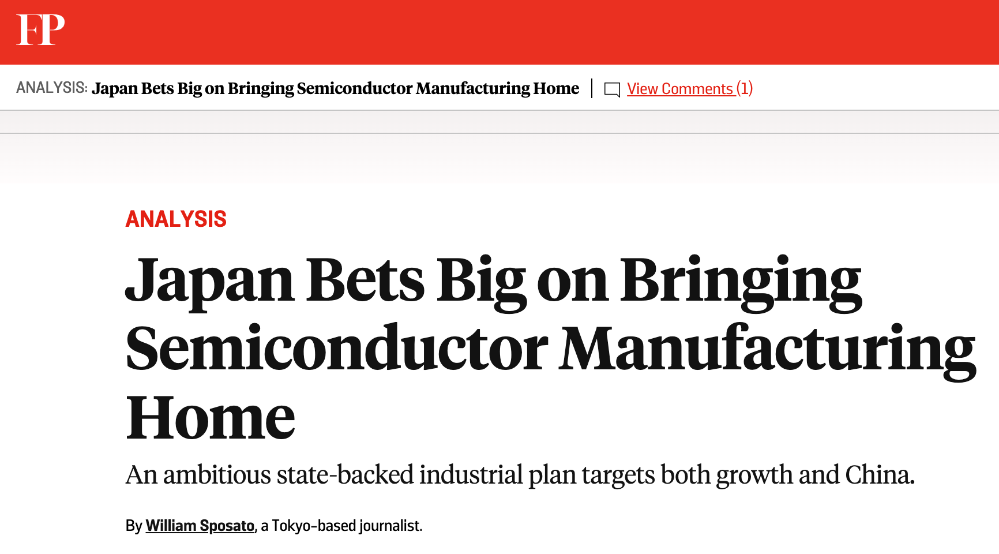 FP
ANALYSIS: Japan Bets Big on Bringing Semiconductor Manufacturing Home | View Comments (1)
ANALYSIS
Japan Bets Big on Bringing
Semiconductor Manufacturing
Home
An ambitious state-backed industrial plan targets both growth and China.
By William Sposato, a Tokyo-based journalist.